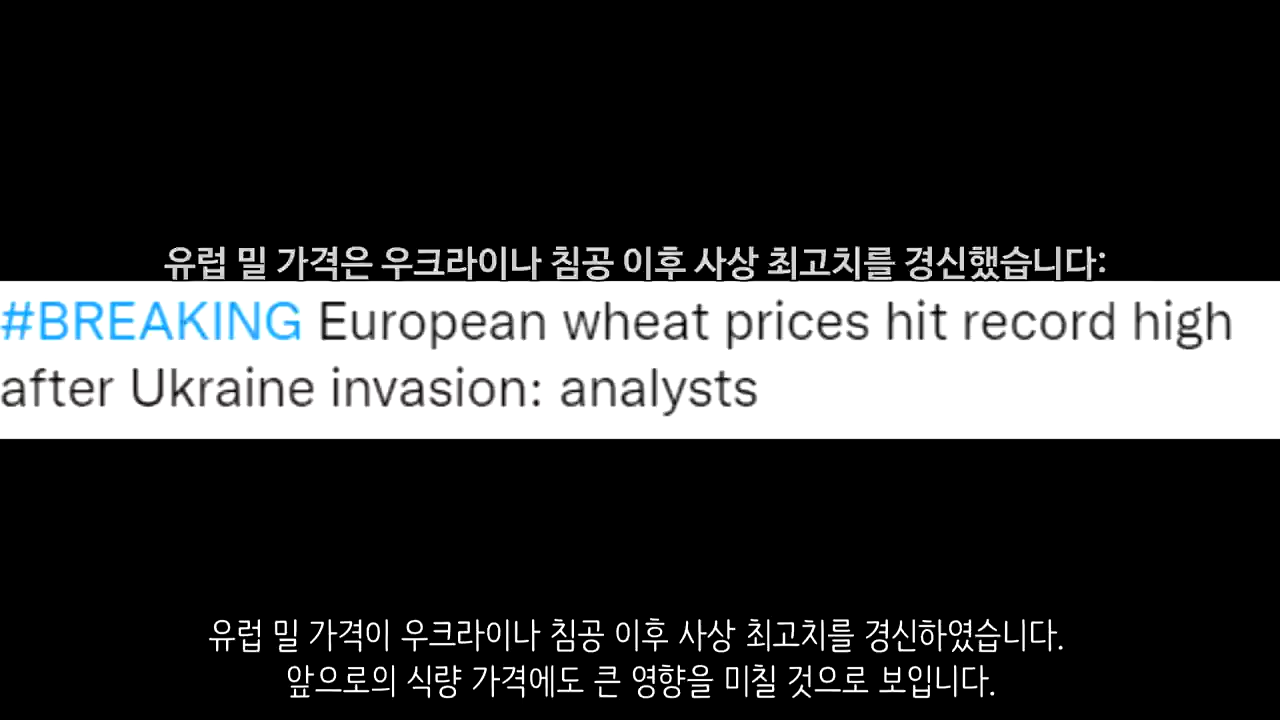 유럽 밀 가격은 우크라이나 침공 이후 사상 최고치를 경신했습니다:
#BREAKING European wheat prices hit record high
after Ukraine invasion: analysts
유럽 밀 가격이 우크라이나 침공 이후 사상 최고치를 경신하였습니다.
앞으로의 식량 가격에도 큰 영향을 미칠 것으로 보입니다.